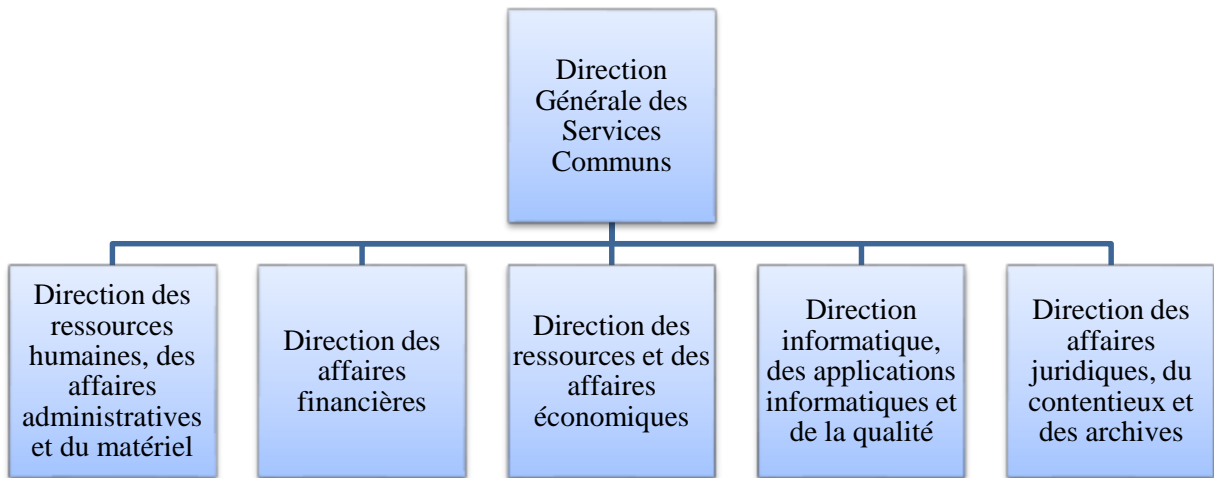 Direction
Générale des
Services
Communs
Direction des
ressources
humaines, des
affaires
administratives
et du matériel
Direction des
affaires
financières
Direction des
ressources et des
affaires
économiques
Direction
informatique,
des applications
informatiques et
de la qualité
Direction des
affaires
juridiques, du
contentieux et
des archives